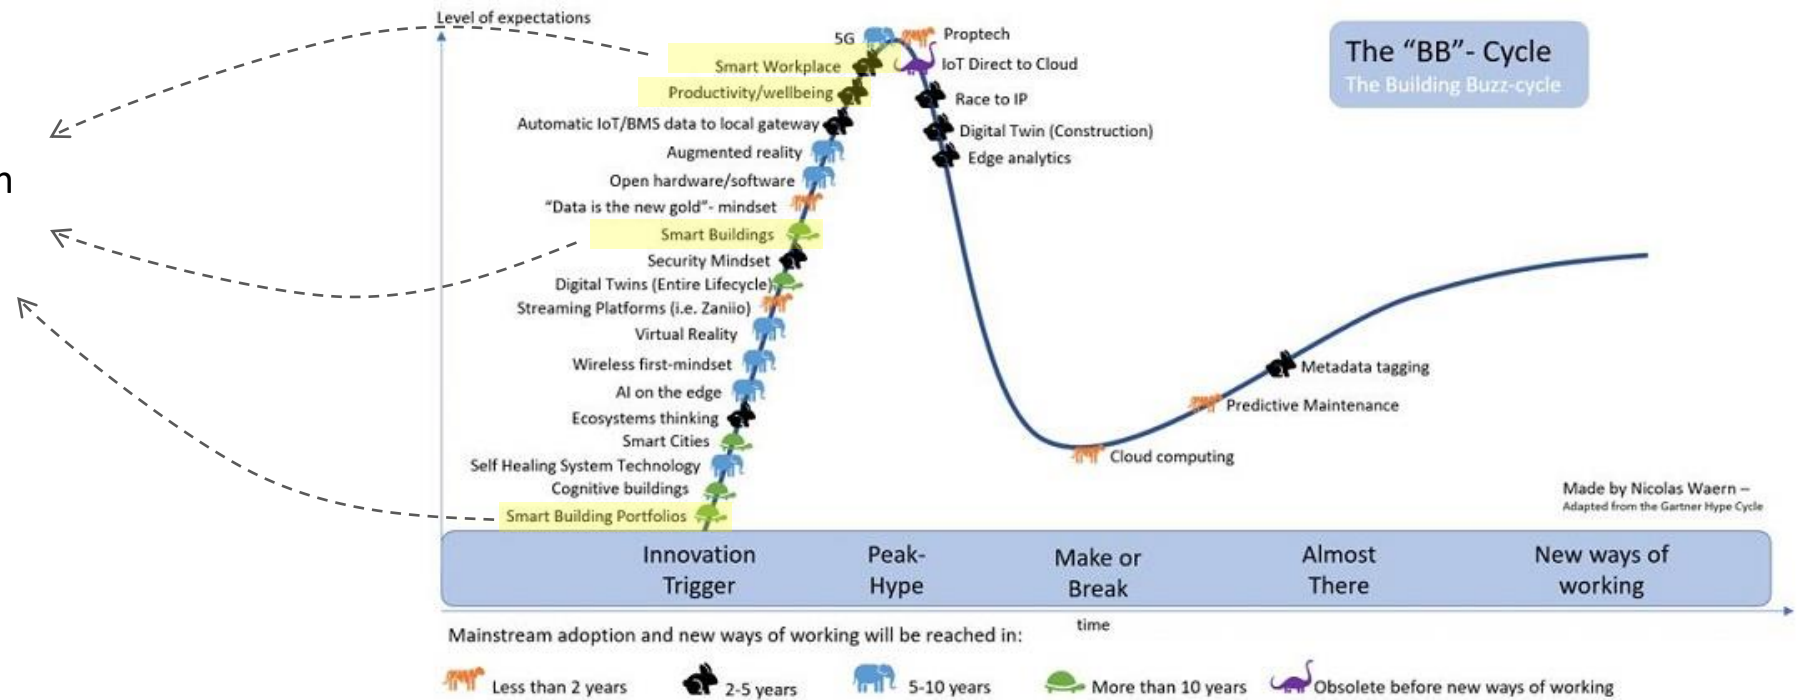 Level of expectations
The “BB”- Cycle
The Building Buzz-cycle
5G
Proptech
Smart Workplace
IoT Direct to Cloud
Productivity/wellbeing
Race to IP
Automatic IoT/BMS data to local gateway
Digital Twin (Construction)
Augmented reality
Edge analytics
Open hardware/software
n
“Data is the new gold”- mindset
Smart Buildings
Security Mindset
Digital Twins (Entire Lifecycle)
Streaming Platforms (i.e. Zaniio)
Virtual Reality
Wireless first-mindset
Metadata tagging
AI on the edge
Predictive Maintenance
Ecosystems thinking
Smart Cities
Cloud computing
Self Healing System Technology
Cognitive buildings
Smart Building Portfolios
Made by Nicolas Waern –
Adapted from the Gartner Hype Cycle
Innovation
Trigger
Peak-
Hype
Make or
Break
Almost
There
New ways of
working
time
Mainstream adoption and new ways of working will be reached in:
Less than 2 years
2-5 years
5-10 years
More than 10 years
Obsolete before new ways of working